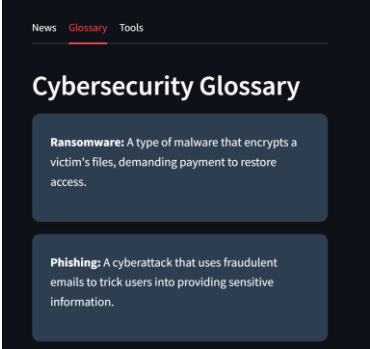 News Glossary Tools
Cybersecurity Glossary
Ransomware: A type of malware that encrypts a
victim's files, demanding payment to restore
access.
Phishing: A cyberattack that uses fraudulent
emails to trick users into providing sensitive
information.